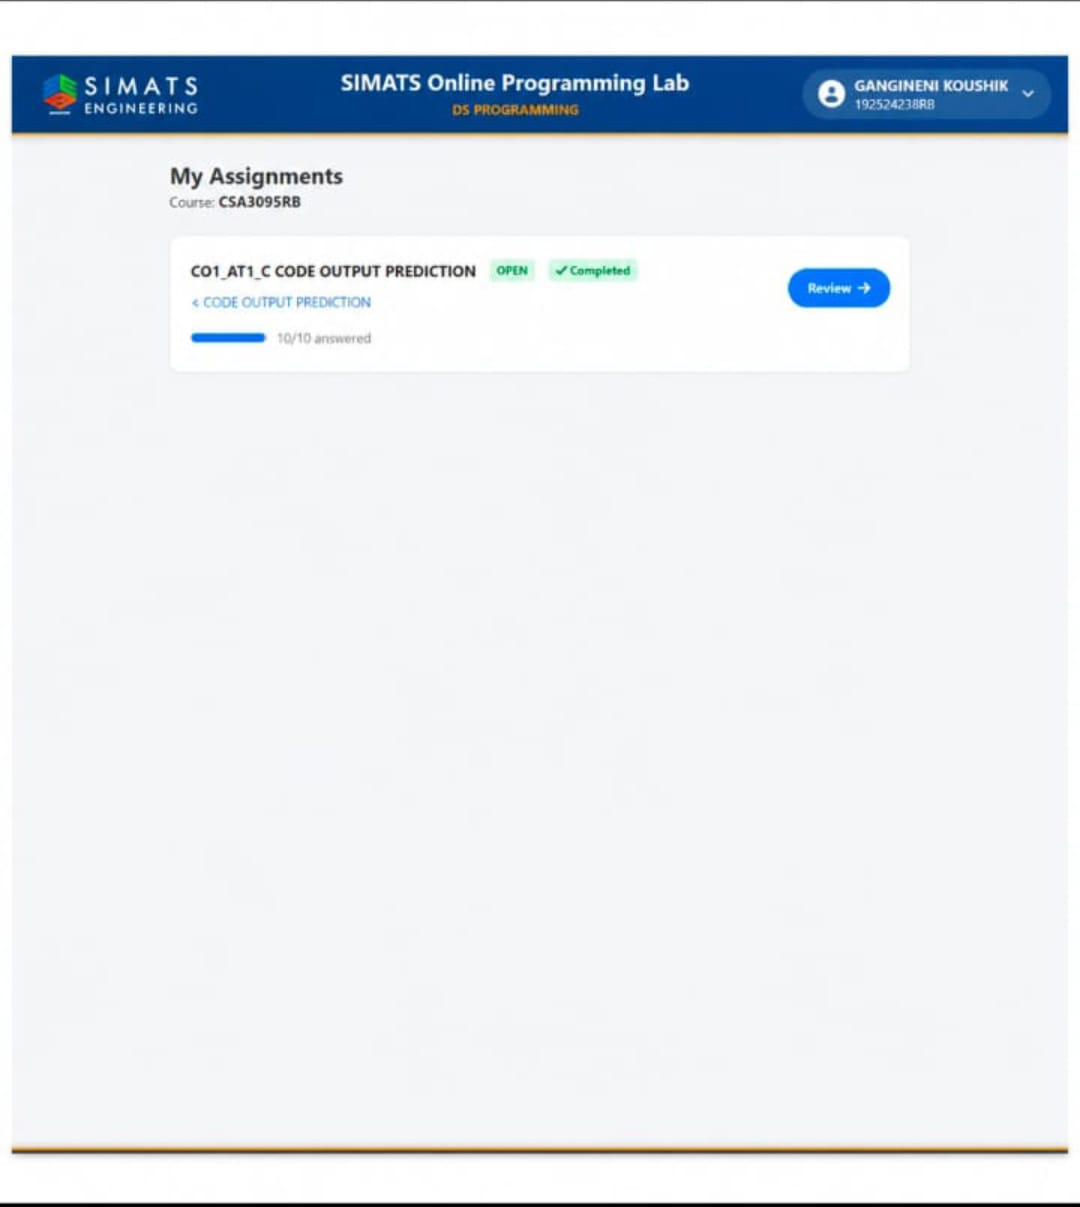 SIMATS
ENGINEERING
SIMATS Online Programming Lab
DS PROGRAMMING
GANGINENI KOUSHIK
192524238RB
My Assignments
Course: CSA3095RB
CO1_AT1_C CODE OUTPUT PREDICTION OPEN ✓ Completed
< CODE OUTPUT PREDICTION
10/10 answered
Review →